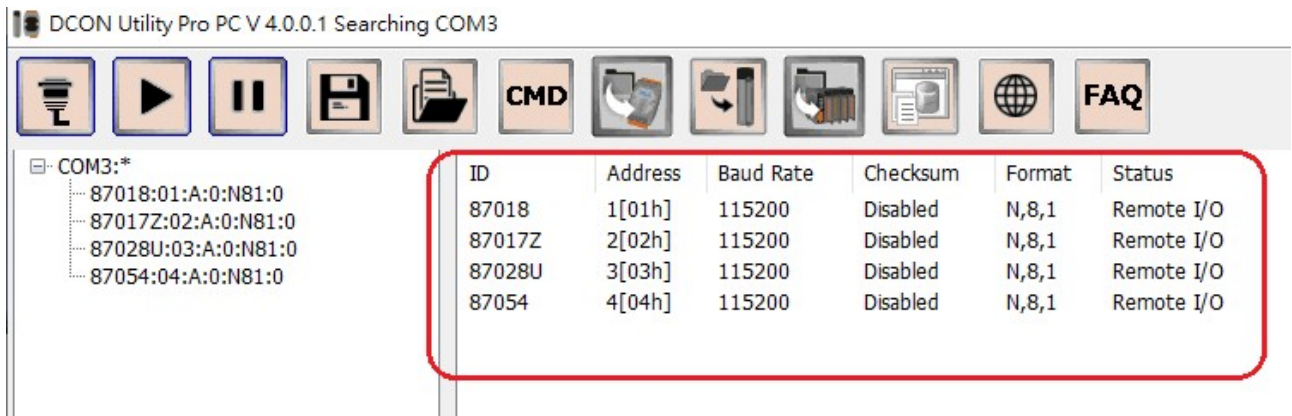 DCON Utility Pro PC V 4.0.0.1 Searching COM3
CMD FAQ
COM3:*
87018:01:A:0:N81:0
87017Z:02:A:0:N81:0
87028U:03:A:0:N81:0
87054:04:A:0:N81:0
ID Address Baud Rate Checksum Format Status
87018 1[01h] 115200 Disabled N,8,1 Remote I/O
87017Z 2[02h] 115200 Disabled N,8,1 Remote I/O
87028U 3[03h] 115200 Disabled N,8,1 Remote I/O
87054 4[04h] 115200 Disabled N,8,1 Remote I/O